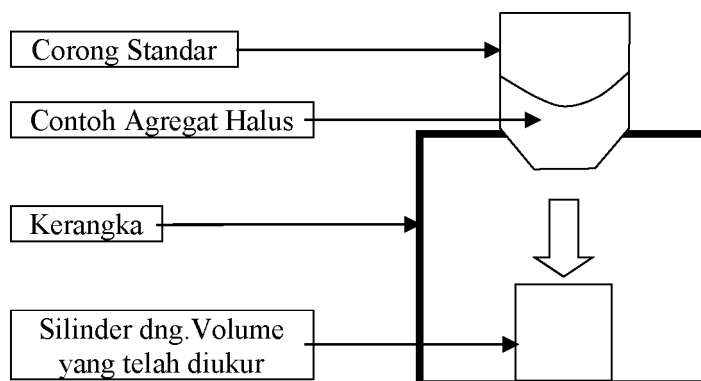 Corong Standar
Contoh Agregat Halus
Kerangka
Silinder dng.Volume
yang telah diukur